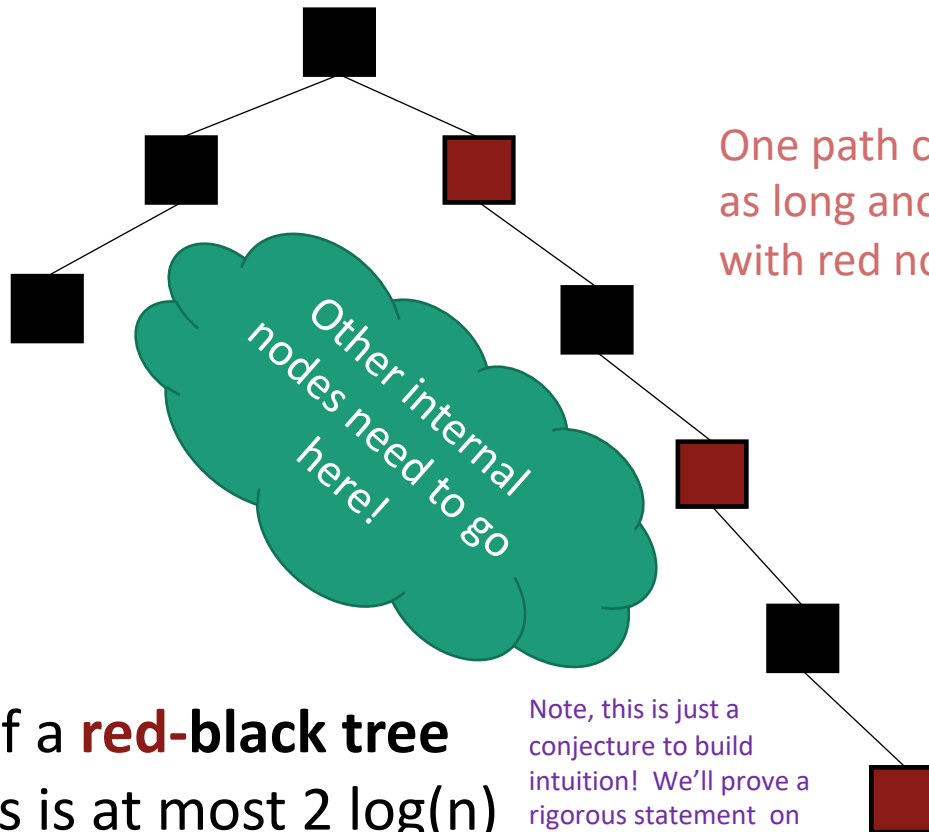 One path c
as long and
with red no
Other internal
nodes need to go
here!
f a red-black tree
s is at most 2 log(n)
Note, this is just a
conjecture to build
intuition! We'll prove a
rigorous statement on